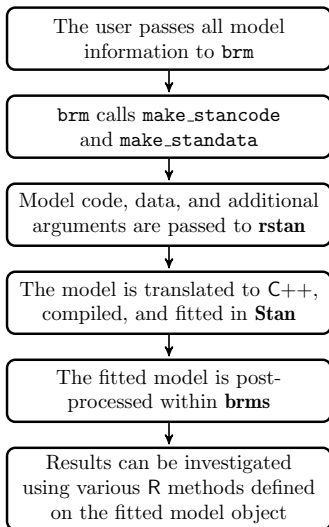 The user passes all model
information to brm
brm calls make_stancode
and make_standata
Model code, data, and additional
arguments are passed to rstan
The model is translated to C++,
compiled, and fitted in Stan
The fitted model is post-
processed within brms
Results can be investigated
using various R methods defined
on the fitted model object